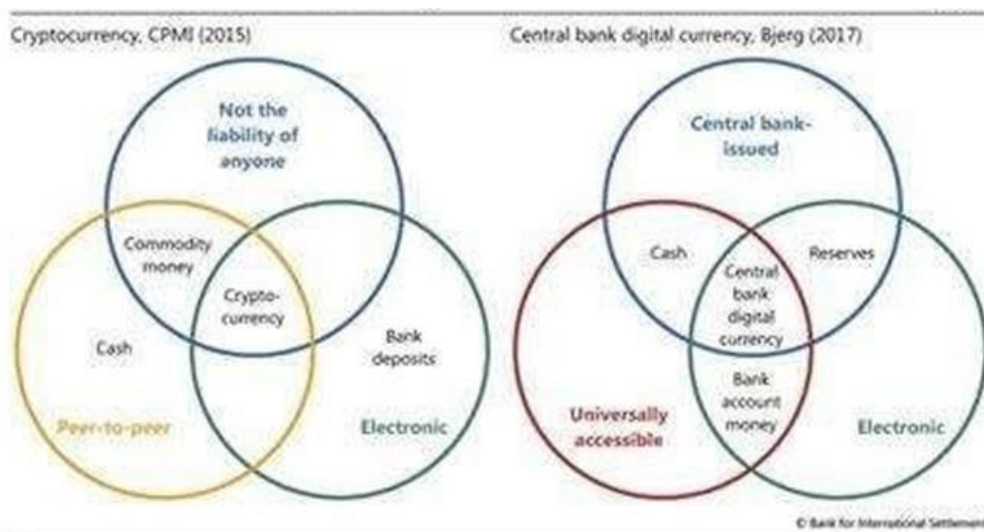 Cryptocurrency, CPMI (2015)
Not the
liability of
anyone
Commodity
money
Crypto-
currency
Cash
Bank
deposits
Peer-to-peer
Electronic
Central bank digital currency, Bjerg (2017)
Central bank-
issued
Cash
Reserves
Central
bank
digital
currency
Bank
account
money
Universally
accessible
Electronic
© Bank for International Settlements